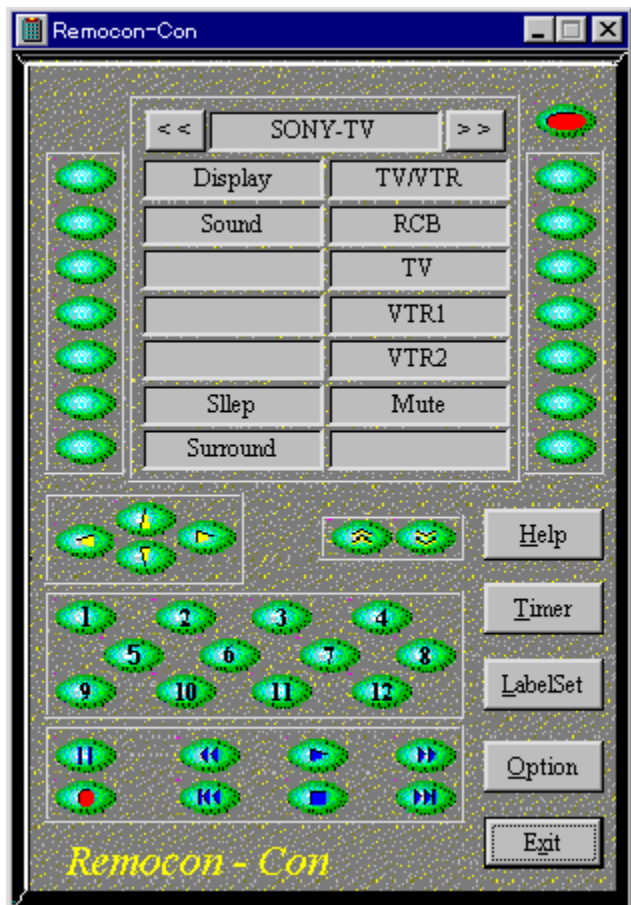 Remocon-Con
<< SONY-TV >>
Display TV/VTR
Sound RCB
TV
VTR1
VTR2
Sllep Mute
Surround
Help
1 2 3 4
Timer
5 6 7 8
9 10 11 12
LabelSet
Option
Exit
Remocon - Con